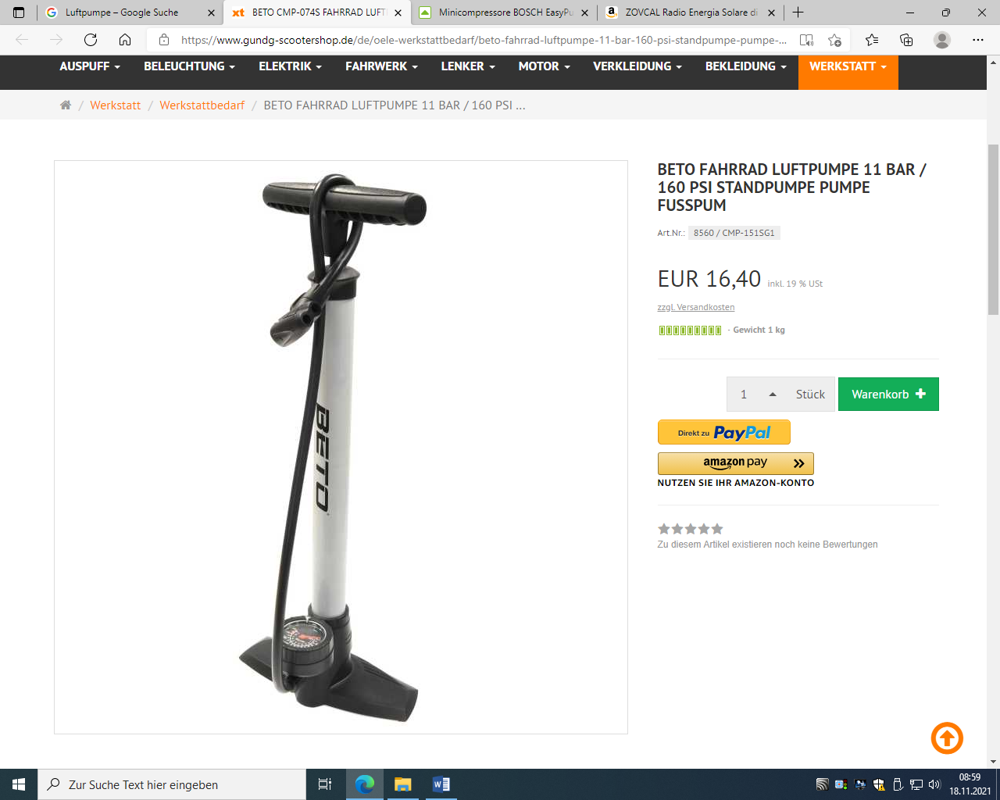 Luftpumpe – Google Suche
BETO CMP-074S FAHRRAD LUFT
Minicompressore BOSCH EasyPu
ZOVCAL Radio Energia Solare di
https://www.gundg-scootershop.de/de/oele-werkstattbedarf/beto-fahrrad-luftpumpe-11-bar-160-psi-standpumpe-pumpe-...
AUSPUFF BELEUCHTUNG ELEKTRIK FAHRWERK LENKER MOTOR VERKLEIDUNG BEKLEIDUNG WERKSTATT
/ Werkstatt / Werkstattbedarf / BETO FAHRRAD LUFTPUMPE 11 BAR / 160 PSI ...
BETO
BETO FAHRRAD LUFTPUMPE 11 BAR /
160 PSI STANDPUMPE PUMPE
FUSSPUM
Art.Nr.: 8560 / CMP-151SG1
EUR 16,40 inkl. 19 % USt
zzgl. Versandkosten
- Gewicht 1 kg
1 Stück Warenkorb
Direkt zu PayPal
amazon pay
NUTZEN SIE IHR AMAZON-KONTO
Zu diesem Artikel existieren noch keine Bewertungen
Zur Suche Text hier eingeben
08:59
18.11.2021